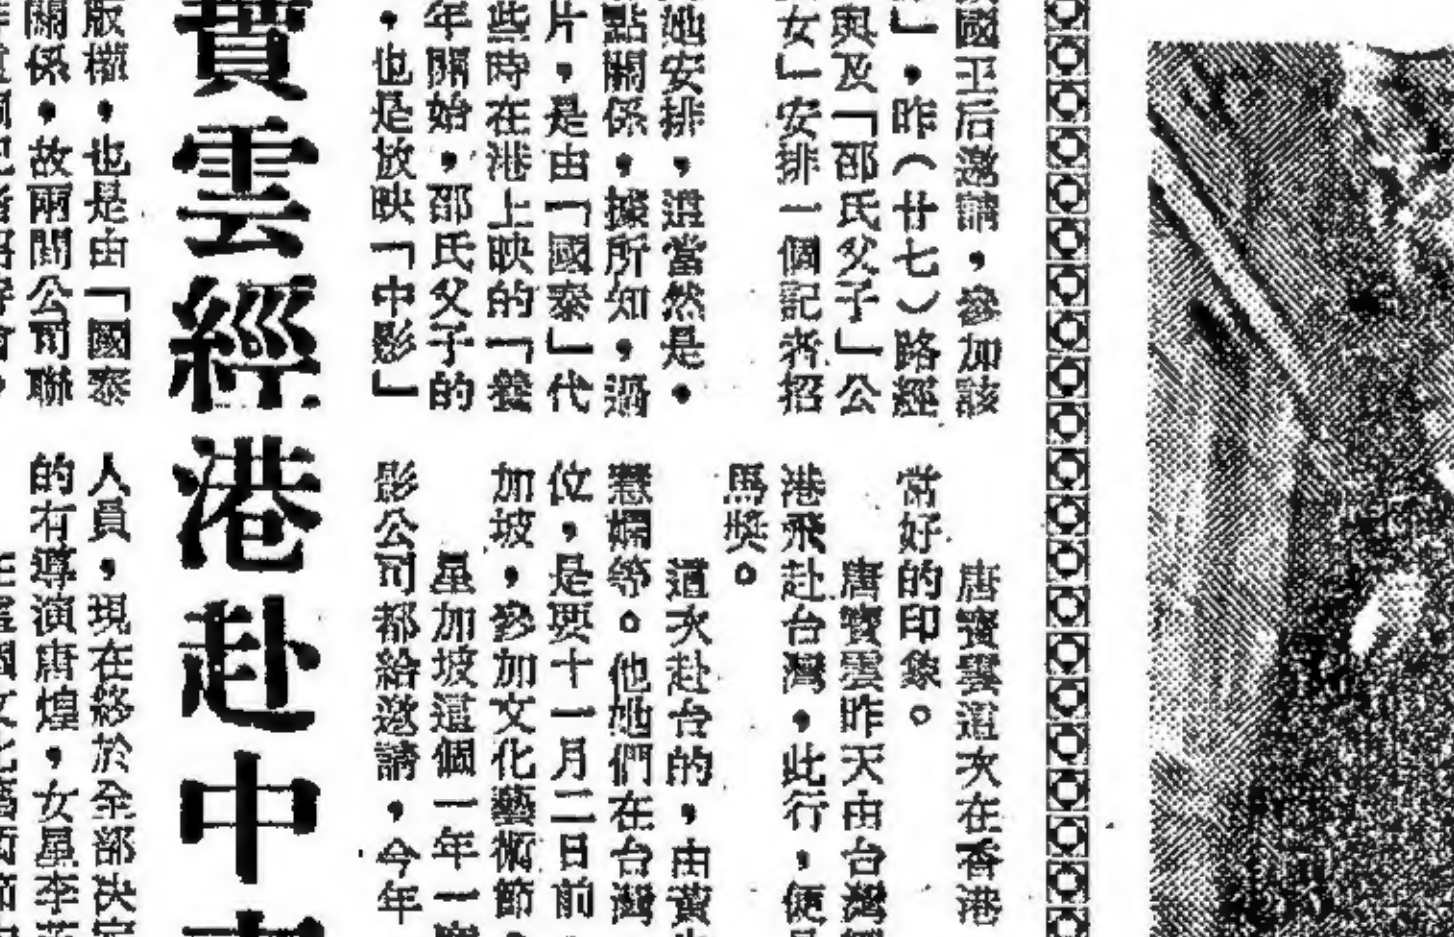 國王后邀請，參加該
」，昨（廿七）路經
與及「邵氏父子」公
女」安排一個記者招
地安排，這當然是，
點關係，據所知，過
片，是由「國泰」代
些時在港上映的「養
年關始，邵氏父子的
，也是放映「中影」
唐寶雲這次在香港
常好的印象。
唐寶雲昨天由台灣
港飛赴台灣，此行，便
馬獎。
這次赴台的，由黃
慧嫻等。他她們在台灣
位，是要十一月二日前，
加坡，參加文化藝術節，
星加坡這個一年一
影公司都給邀請，今年
寶雲經港赴中
版權，也是由「國泰
關係，故兩間公司聯
人員，現在終於全部決定
的有導演唐煌，女星李